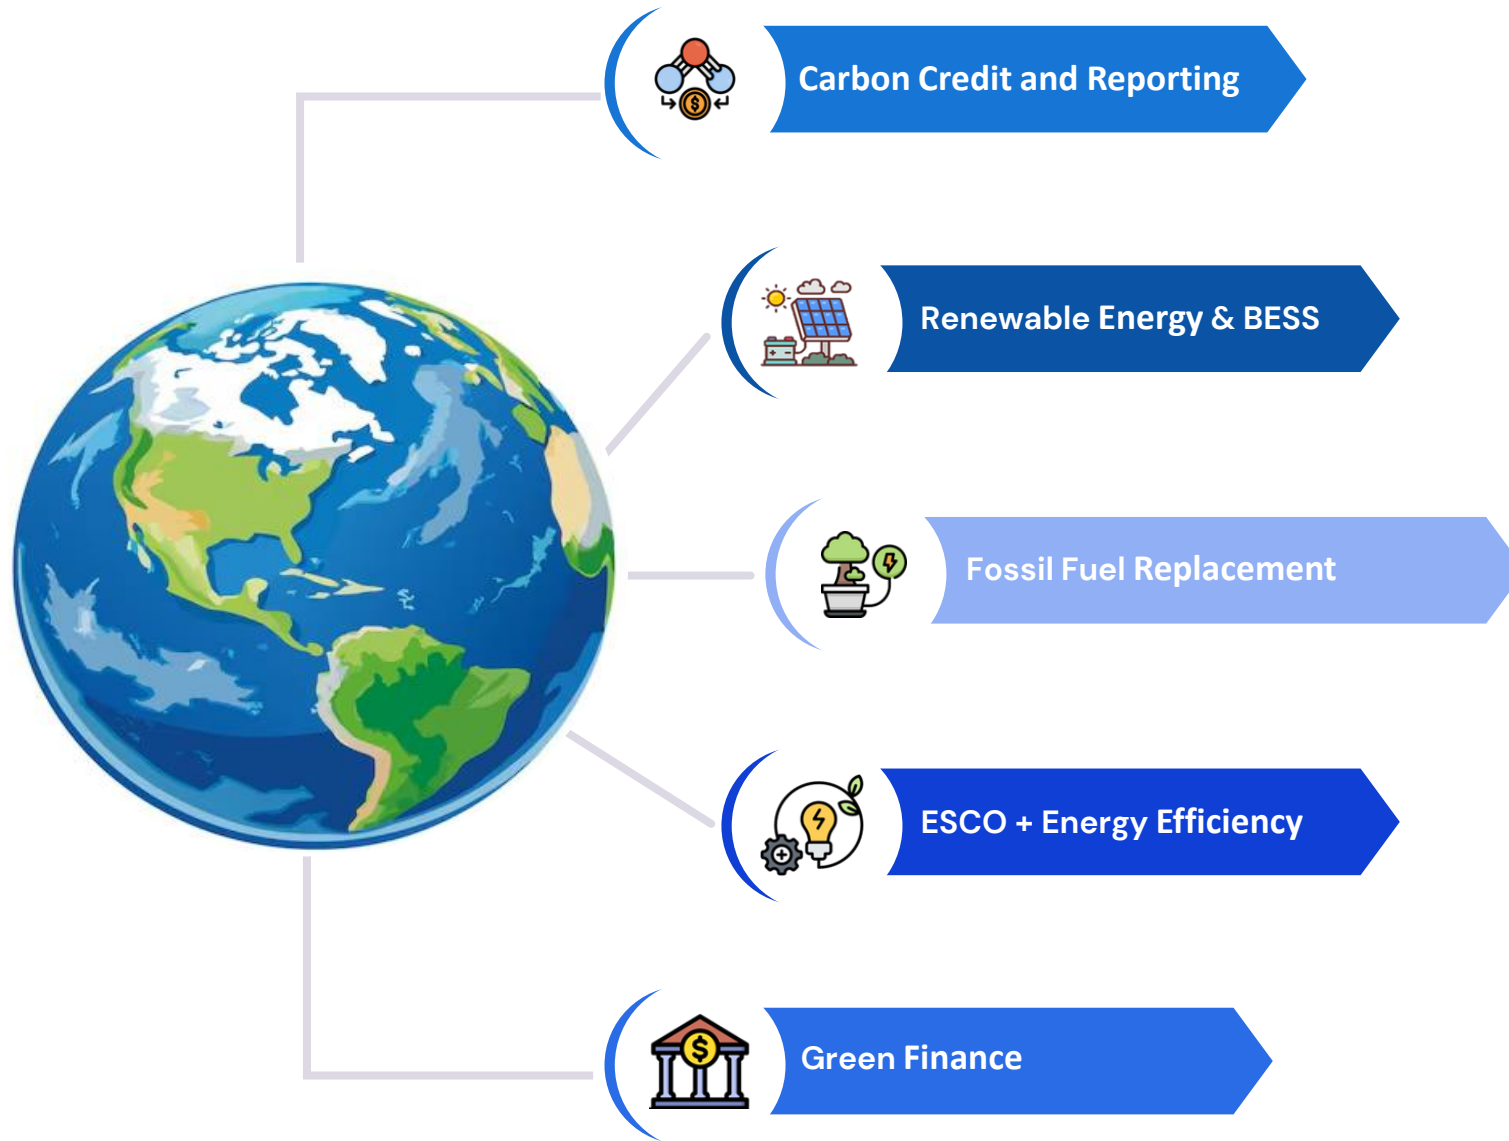 Carbon Credit and Reporting
Renewable Energy & BESS
Fossil Fuel Replacement
ESCO + Energy Efficiency
Green Finance